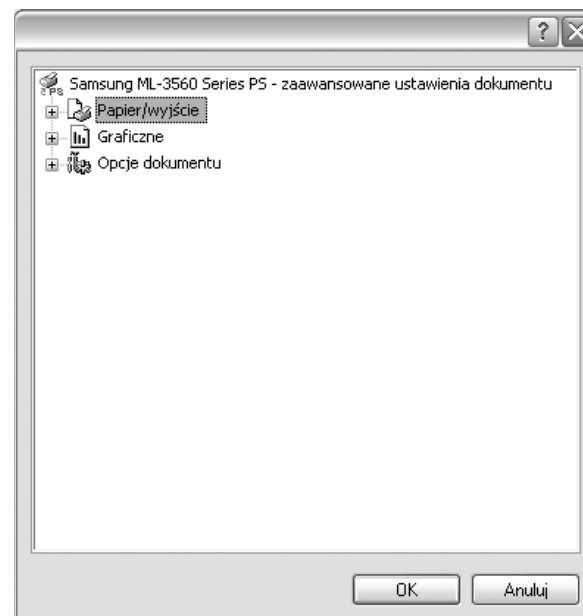 Samsung ML-3560 Series PS - zaawansowane ustawienia dokumentu
Papier/wyjście
Graficzne
Opcje dokumentu
OK Anuluj